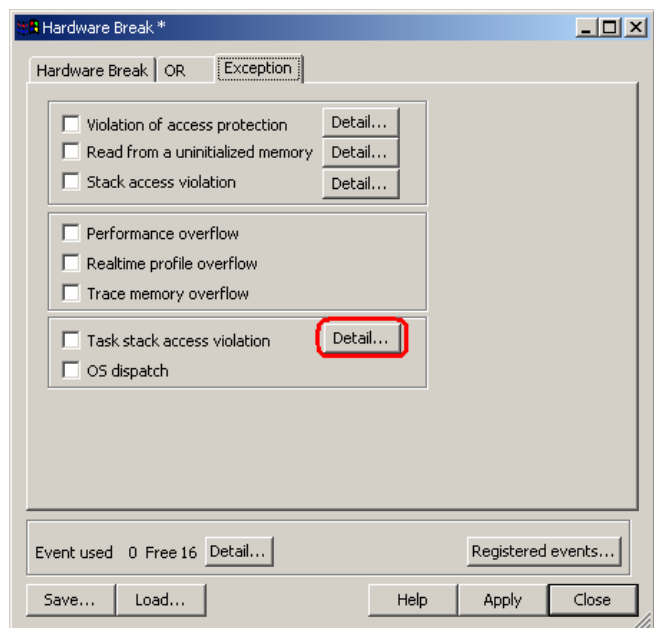 Hardware Break *
Hardware Break OR Exception
Violation of access protection Detail...
Read from a uninitialized memory Detail...
Stack access violation Detail...
Performance overflow
Realtime profile overflow
Trace memory overflow
Task stack access violation Detail...
OS dispatch
Event used 0 Free 16 Detail... Registered events...
Save... Load... Help Apply Close